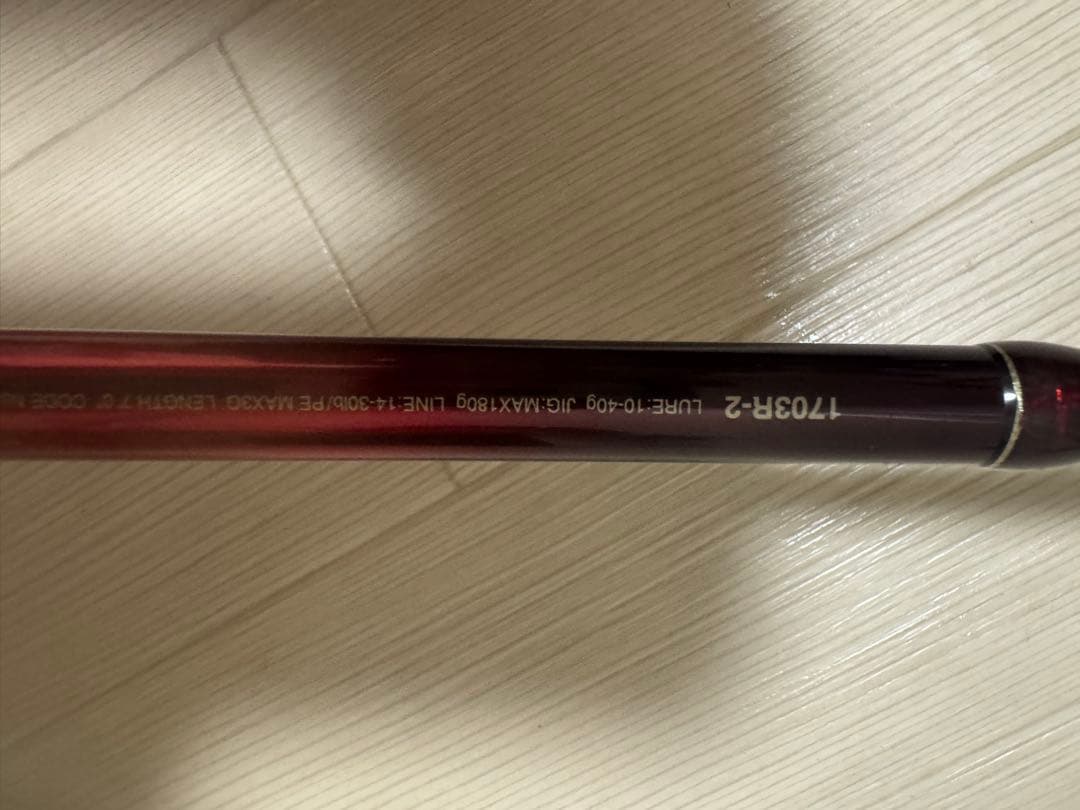 1703R-2 LURE:10-40g JIG:MAX180g LINE:14-30lb/PE MAX3G LENGTH 7'0" CODE